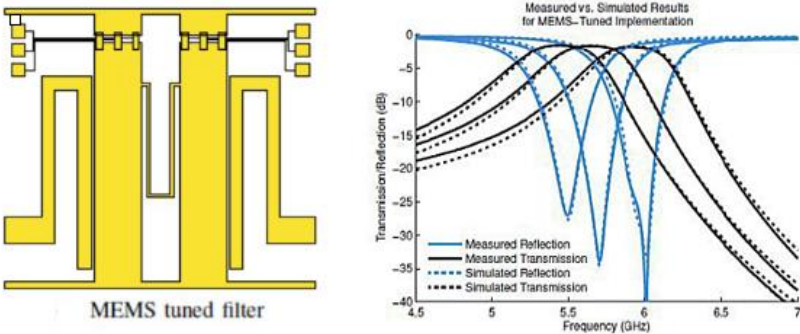 MEMS tuned filter
Measured vs. Simulated Results
for MEMS-Tuned Implementation
Transmission/Reflection (dB)
0
-5
-10
-15
-20
-25
-30
-35
-40
Measured Reflection
Measured Transmission
Simulated Reflection
Simulated Transmission
4.5 5 5.5 6 6.5 7
Frequency (GHz)